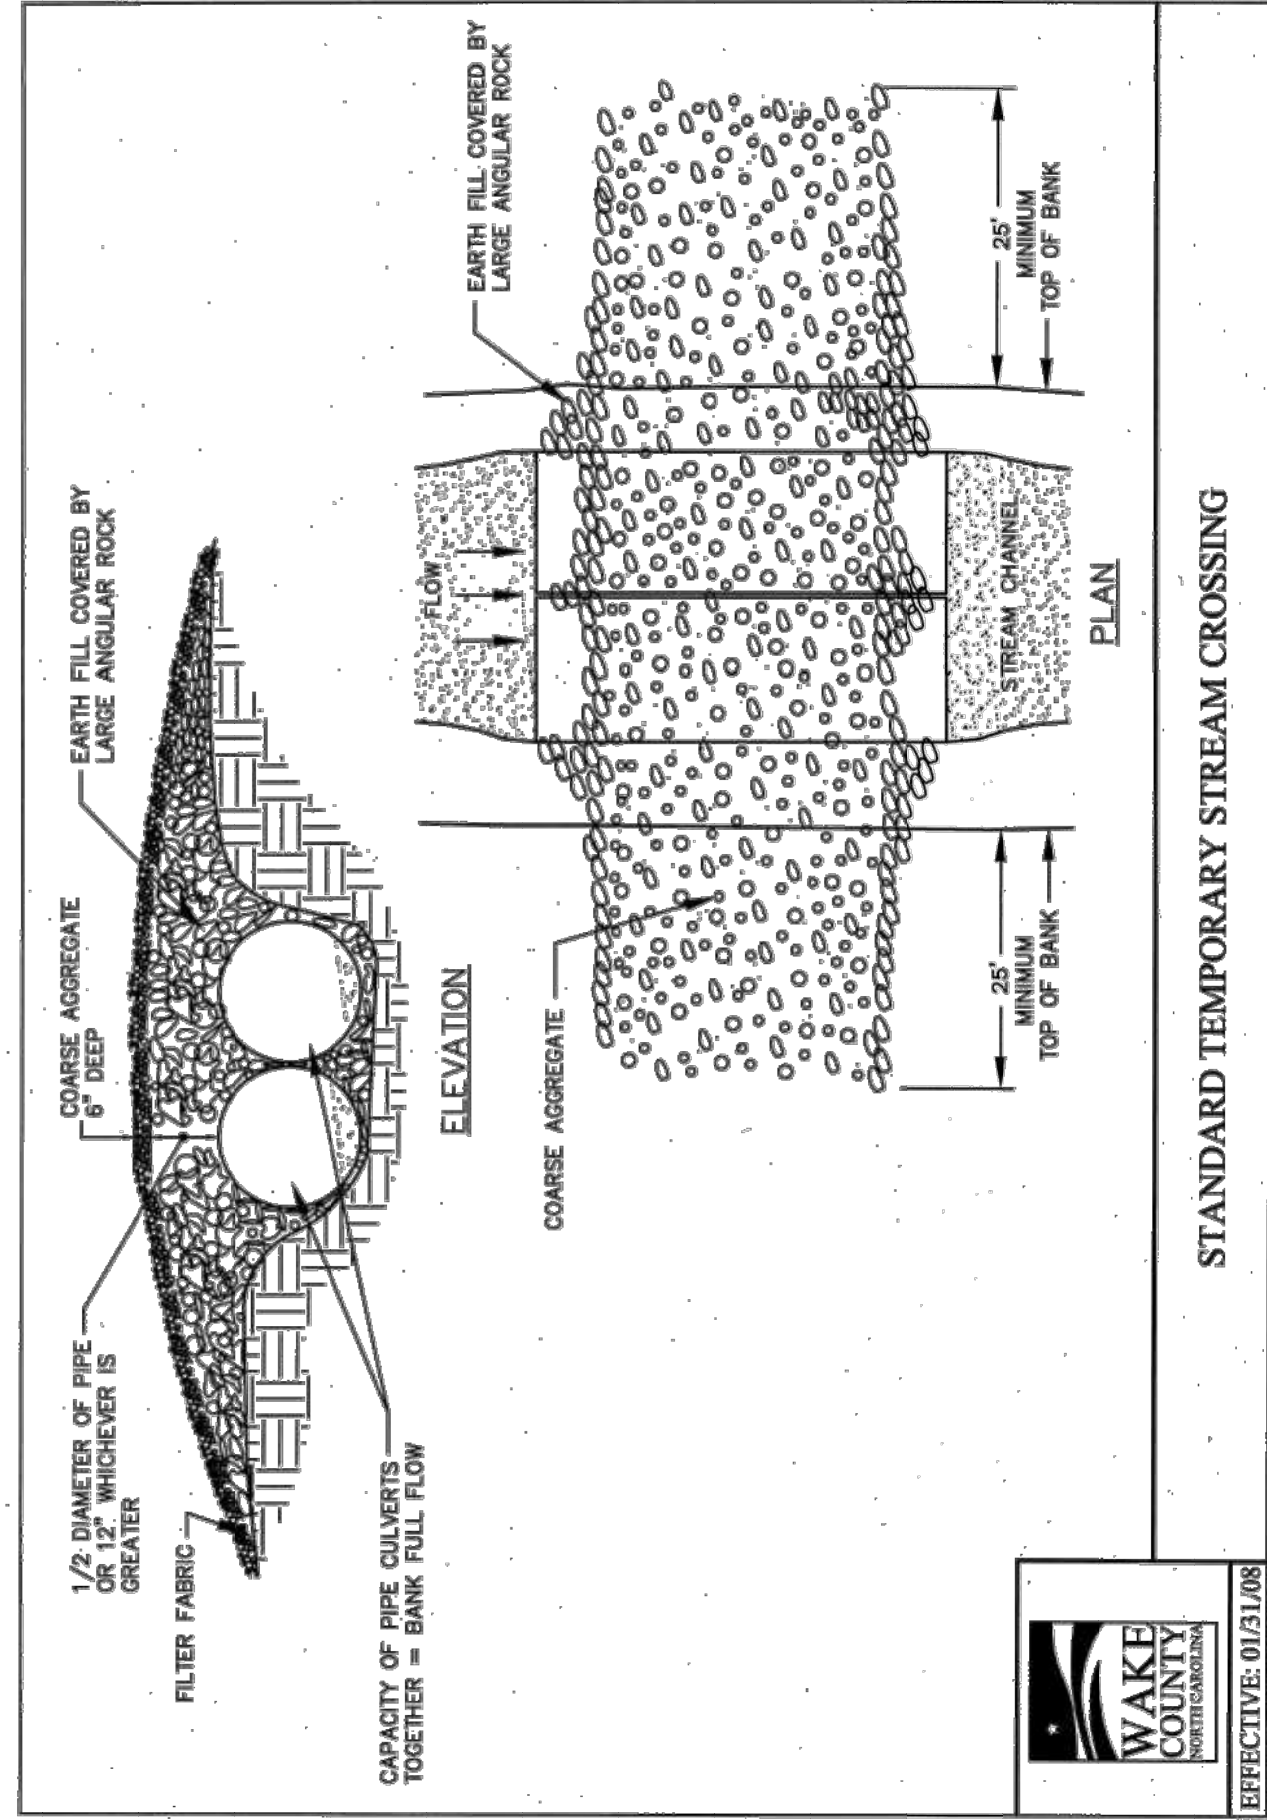 1/2 DIAMETER OF PIPE
OR 12" WHICHEVER IS
GREATER
COARSE AGGREGATE
6" DEEP
EARTH FILL COVERED BY
LARGE ANGULAR ROCK
FILTER FABRIC
CAPACITY OF PIPE CULVERTS
TOGETHER = BANK FULL FLOW
ELEVATION
EARTH FILL COVERED BY
LARGE ANGULAR ROCK
FLOW
COARSE AGGREGATE
STREAM CHANNEL
25'
MINIMUM
TOP OF BANK
25'
MINIMUM
TOP OF BANK
PLAN
WAKE
COUNTY
NORTH CAROLINA
STANDARD TEMPORARY STREAM CROSSING
EFFECTIVE: 01/31/08